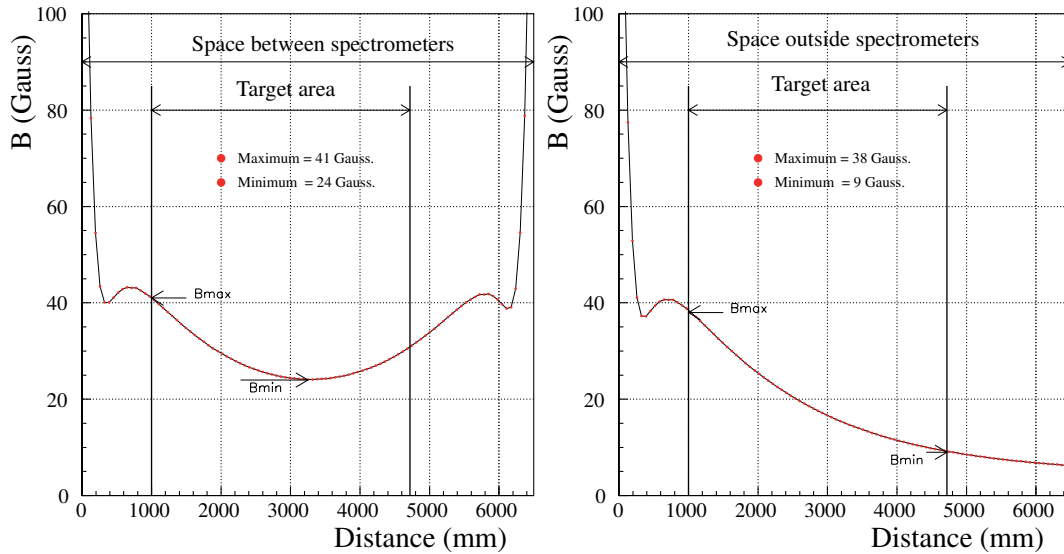 B (Gauss)
100
80
60
40
20
0
Space between spectrometers
Target area
Maximum = 41 Gauss.
Minimum = 24 Gauss.
Bmax
Bmin
0 1000 2000 3000 4000 5000 6000
Distance (mm)
B (Gauss)
100
80
60
40
20
0
Space outside spectrometers
Target area
Maximum = 38 Gauss.
Minimum = 9 Gauss.
Bmax
Bmin
0 1000 2000 3000 4000 5000 6000
Distance (mm)